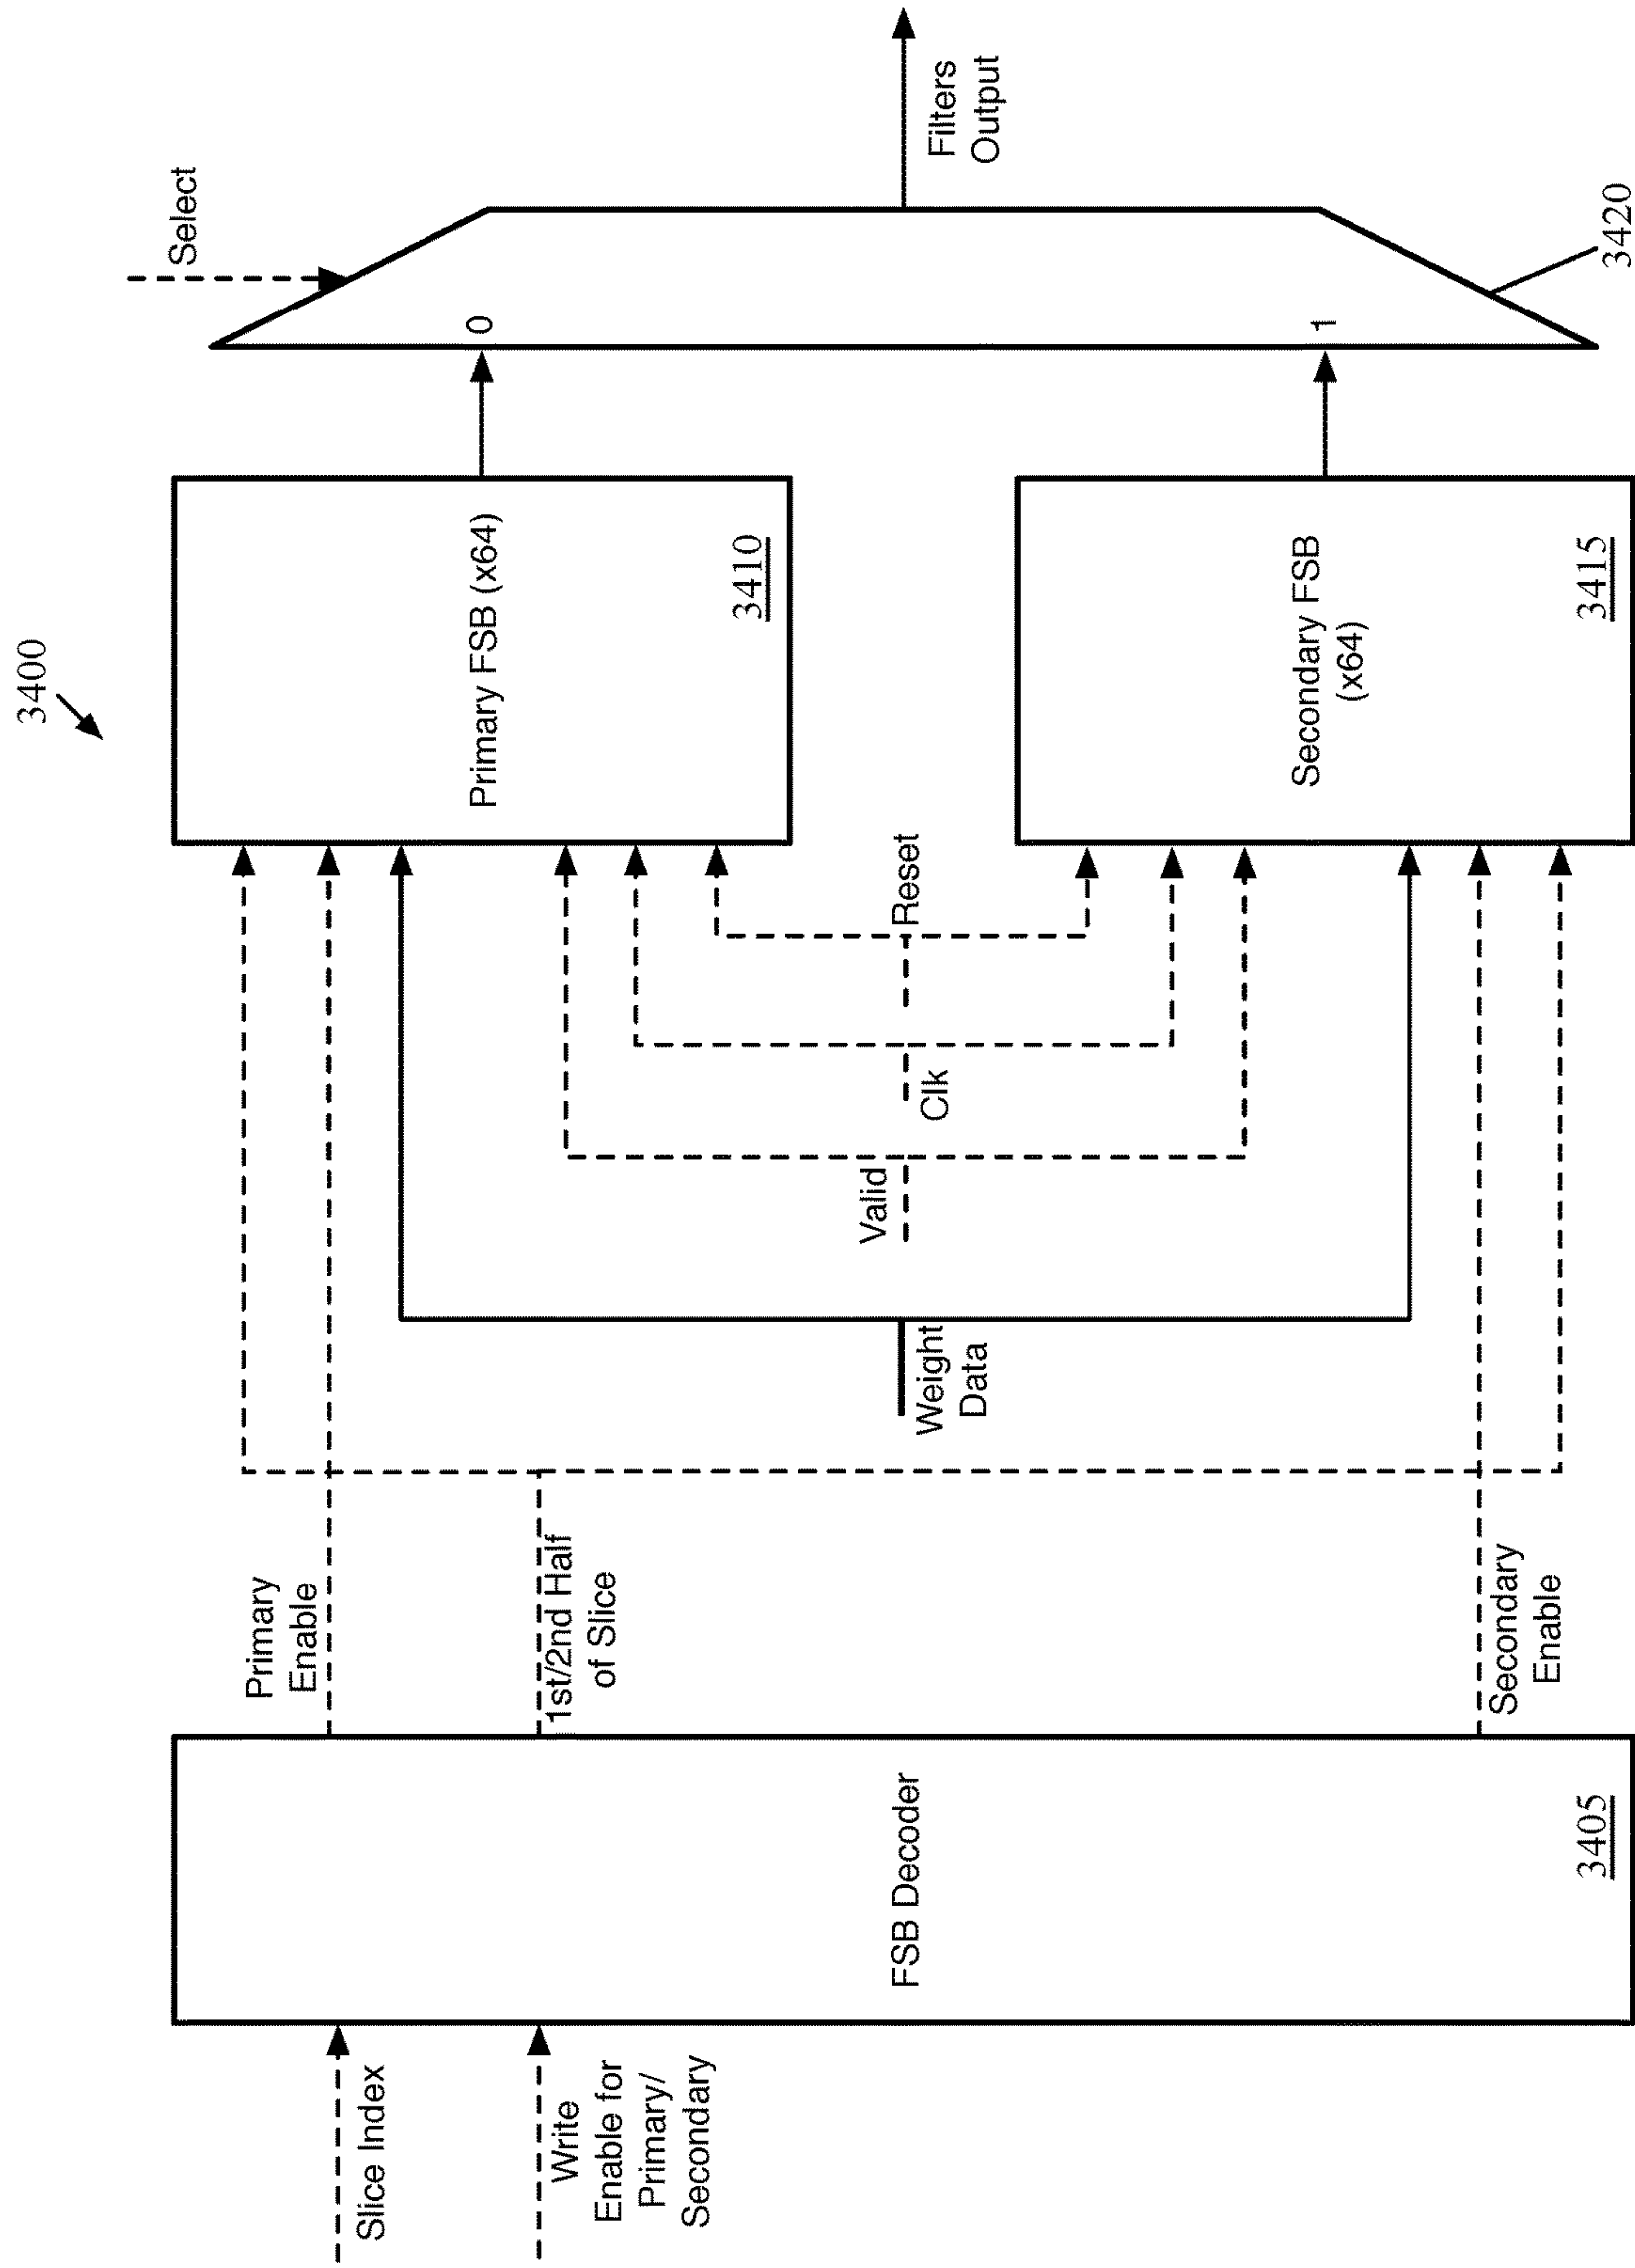 3400
Slice Index
Write
Enable for
Primary/
Secondary
FSB Decoder
3405
Primary
Enable
1st/2nd Half
of Slice
Secondary
Enable
Weight
Data
Valid
Clk
Reset
Primary FSB (x64)
3410
Secondary FSB
(x64)
3415
Select
0
1
3420
Filters
Output